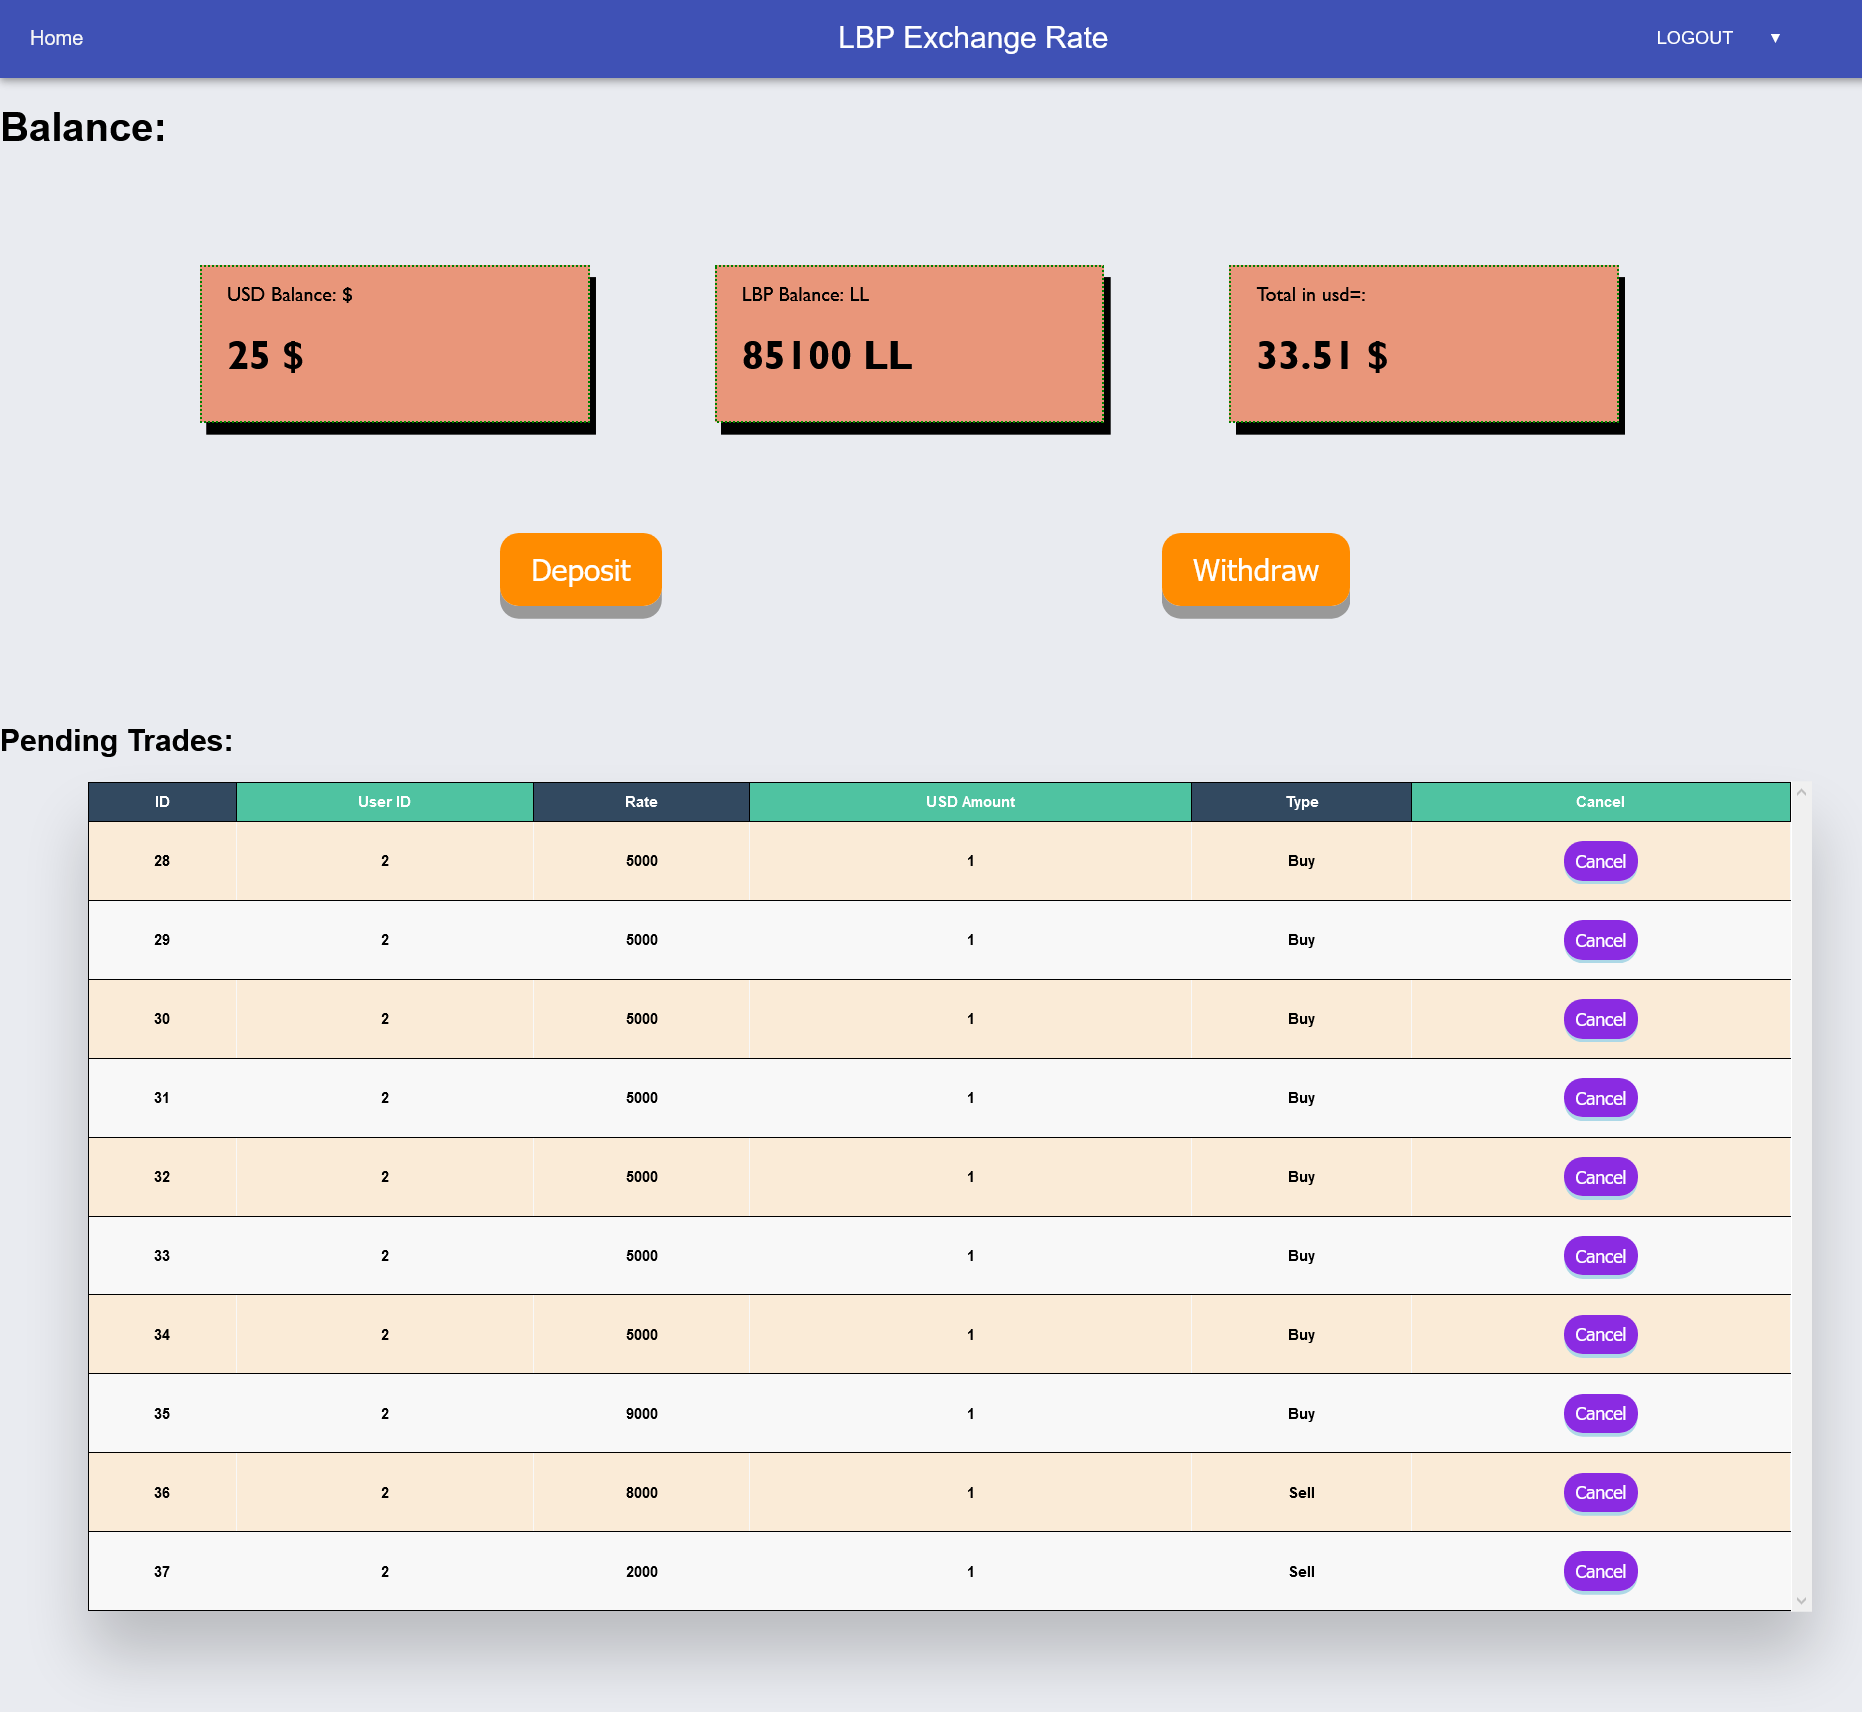 Home LBP Exchange Rate LOGOUT ▼
Balance:
USD Balance: $ LBP Balance: LL Total in usd=:
25 $ 85100 LL 33.51 $
Deposit Withdraw
Pending Trades:
ID User ID Rate USD Amount Type Cancel
28 2 5000 1 Buy Cancel
29 2 5000 1 Buy Cancel
30 2 5000 1 Buy Cancel
31 2 5000 1 Buy Cancel
32 2 5000 1 Buy Cancel
33 2 5000 1 Buy Cancel
34 2 5000 1 Buy Cancel
35 2 9000 1 Buy Cancel
36 2 8000 1 Sell Cancel
37 2 2000 1 Sell Cancel